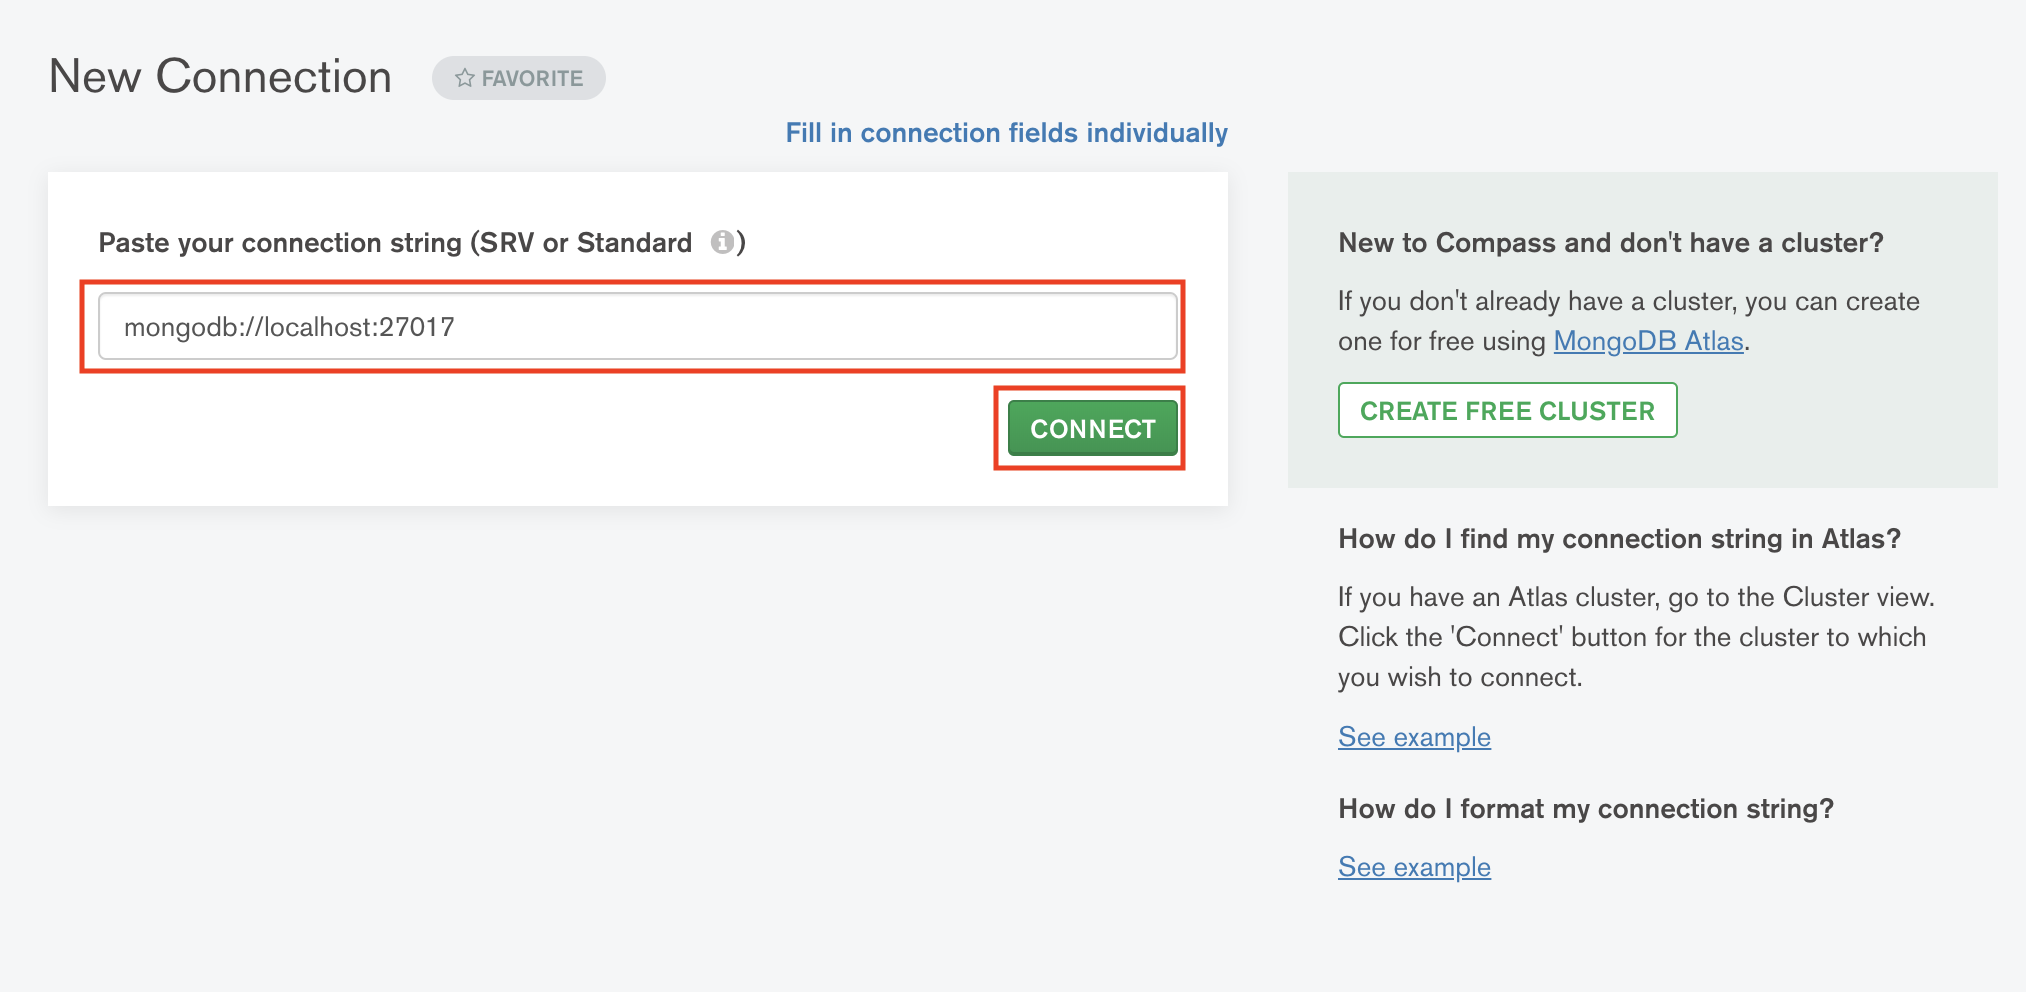 New Connection
FAVORITE
Fill in connection fields individually
Paste your connection string (SRV or Standard )
mongodb://localhost:27017
CONNECT
New to Compass and don't have a cluster?
If you don't already have a cluster, you can create
one for free using MongoDB Atlas.
CREATE FREE CLUSTER
How do I find my connection string in Atlas?
If you have an Atlas cluster, go to the Cluster view.
Click the 'Connect' button for the cluster to which
you wish to connect.
See example
How do I format my connection string?
See example